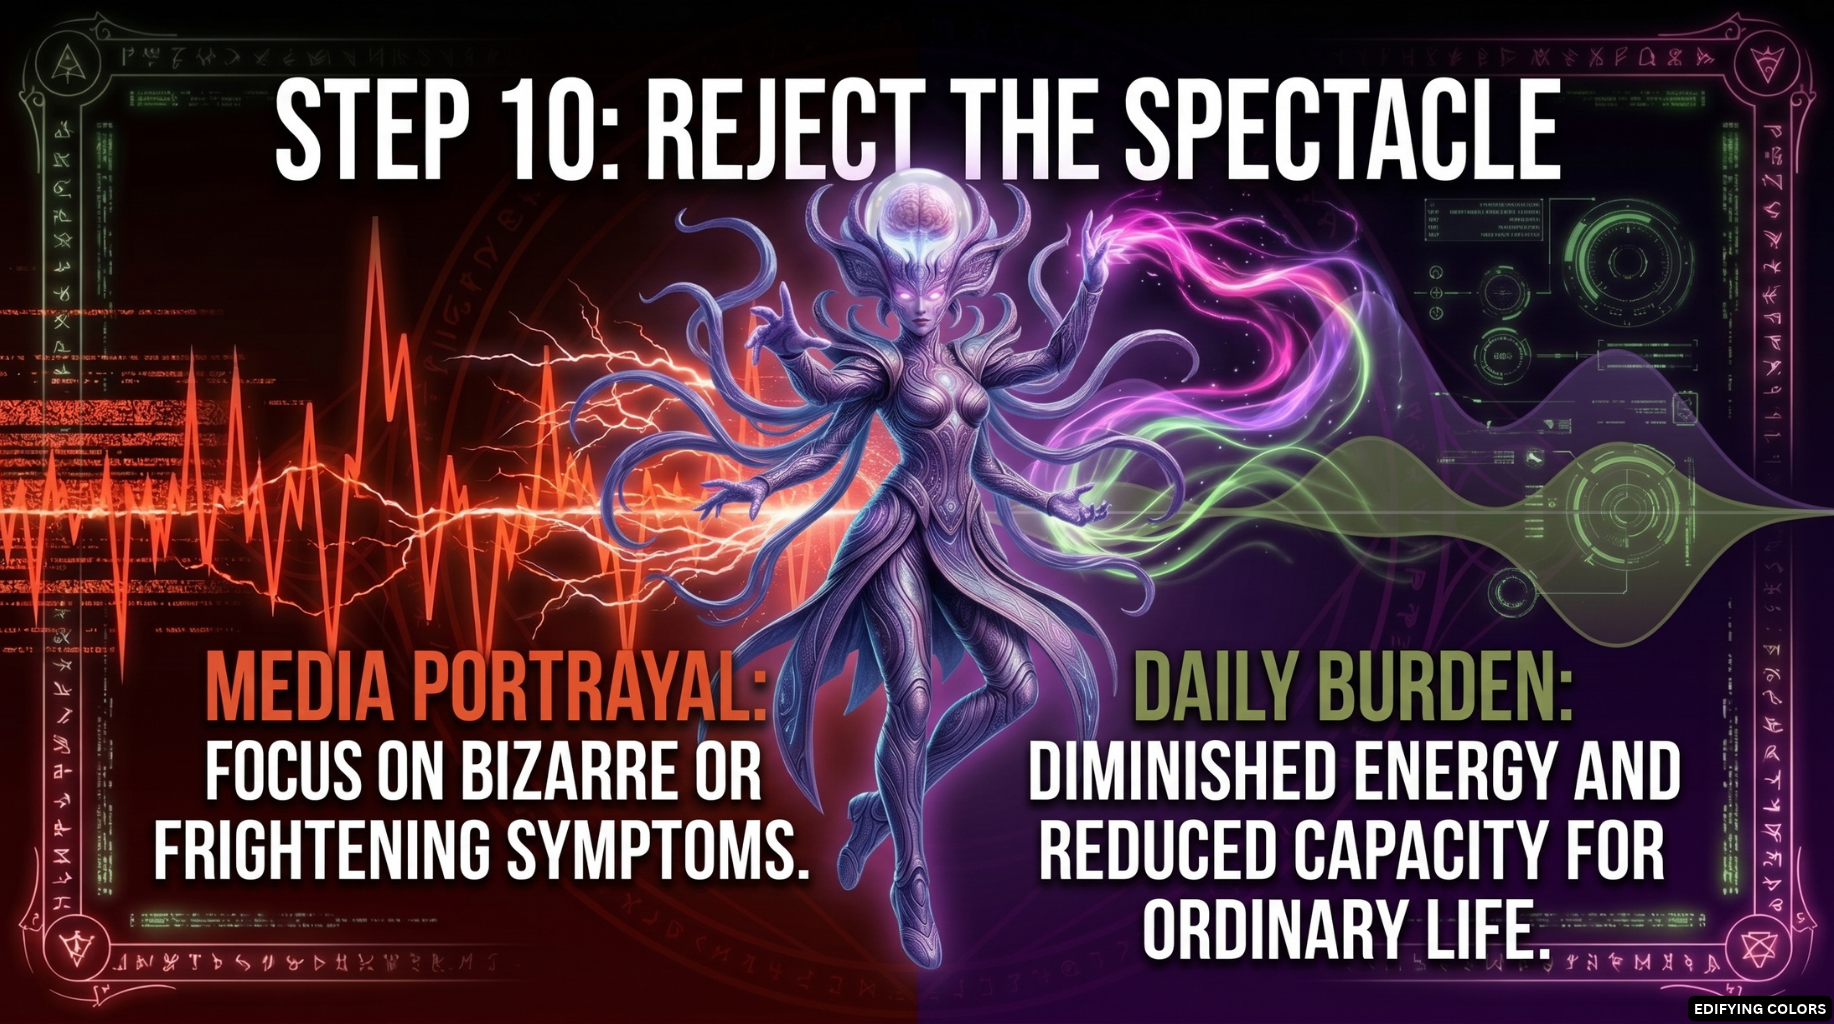 STEP 10: REJECT THE SPECTACLE
MEDIA PORTRAYAL:
FOCUS ON BIZARRE OR
FRIGHTENING SYMPTOMS.
DAILY BURDEN:
DIMINISHED ENERGY AND
REDUCED CAPACITY FOR
ORDINARY LIFE.
EDIFYING COLORS